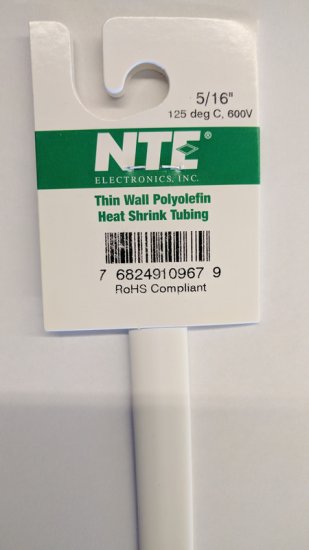 5/16"
125 deg C, 600V
NTE®
ELECTRONICS, INC.
Thin Wall Polyolefin
Heat Shrink Tubing
7 6824910967 9
RoHS Compliant